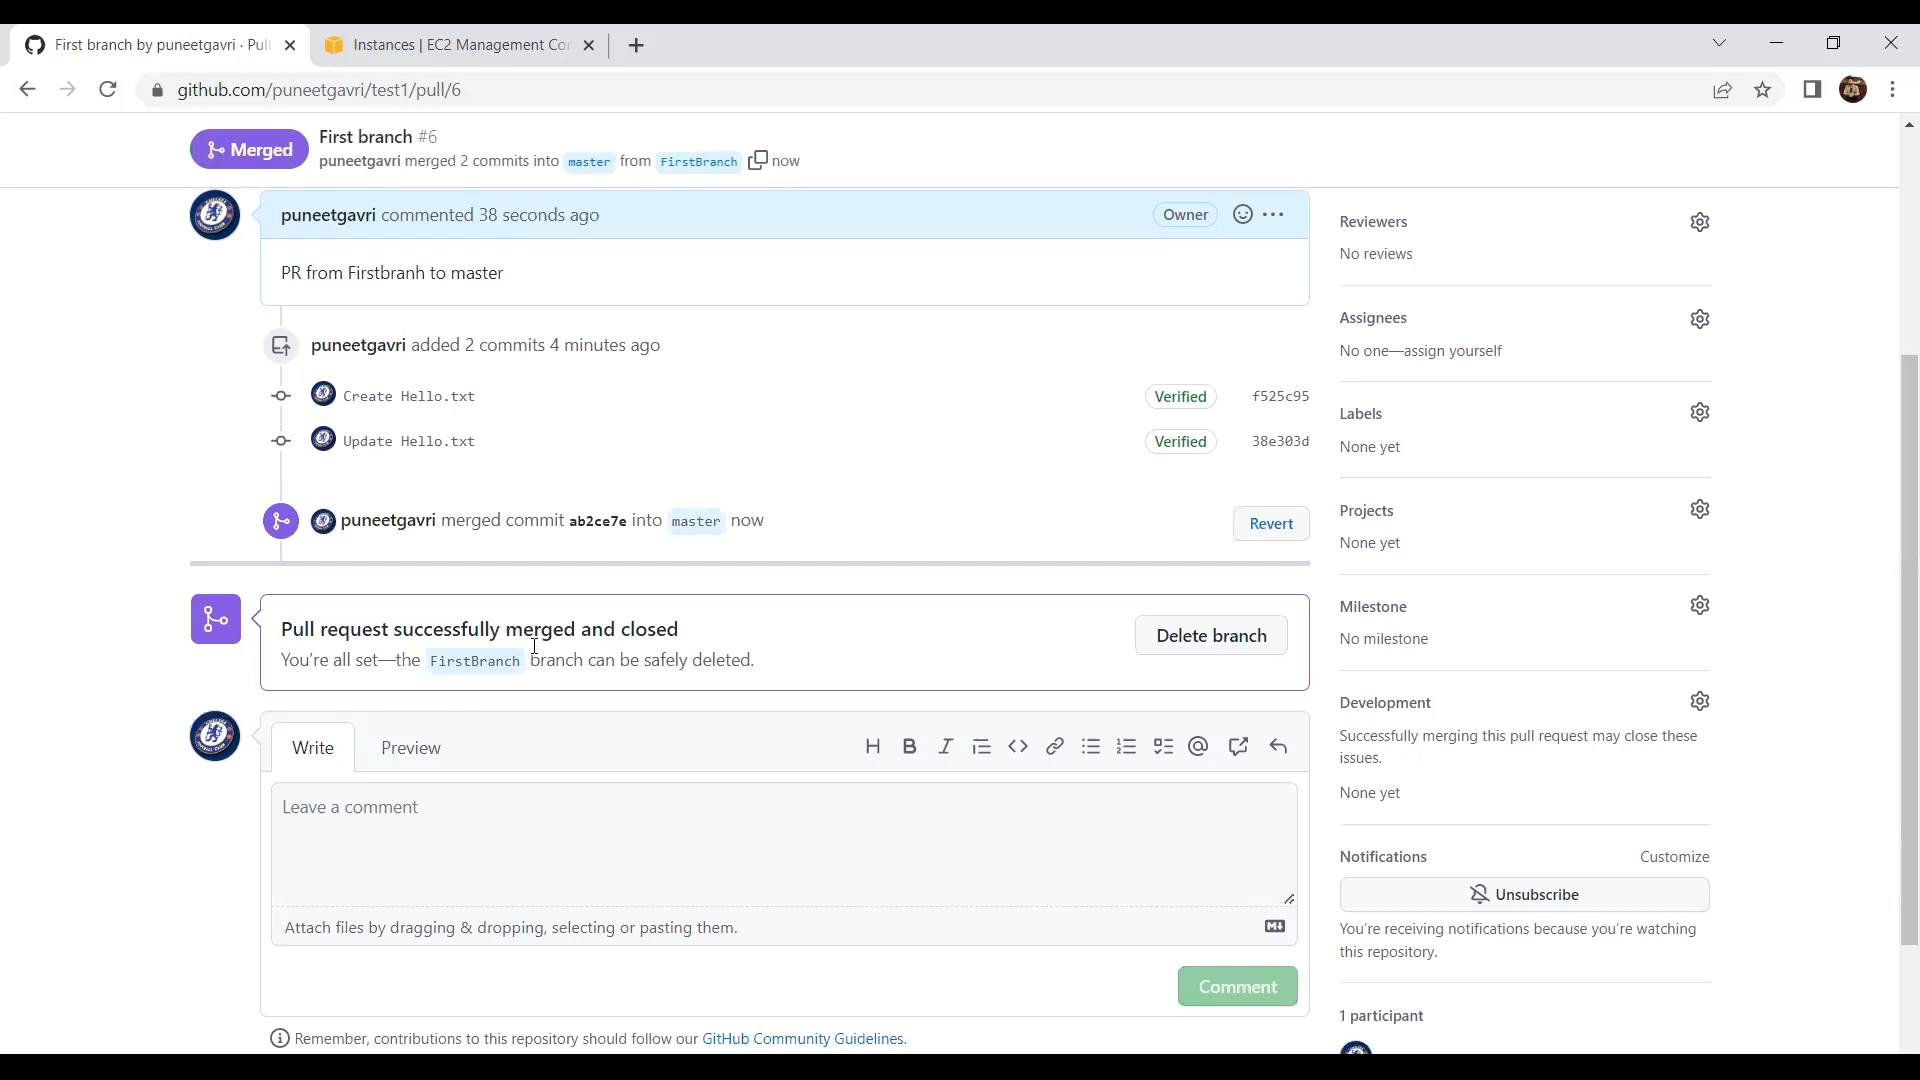 First branch by puneetgavri · Pull
Instances | EC2 Management Con
github.com/puneetgavri/test1/pull/6
Merged
First branch #6
puneetgavri merged 2 commits into master from FirstBranch now
puneetgavri commented 38 seconds ago
Owner
PR from Firstbranh to master
puneetgavri added 2 commits 4 minutes ago
Create Hello.txt Verified f525c95
Update Hello.txt Verified 38e303d
puneetgavri merged commit ab2ce7e into master now
Revert
Pull request successfully merged and closed
You're all set—the FirstBranch branch can be safely deleted.
Delete branch
Write Preview
Leave a comment
Attach files by dragging & dropping, selecting or pasting them.
Comment
Remember, contributions to this repository should follow our GitHub Community Guidelines.
Reviewers
No reviews
Assignees
No one—assign yourself
Labels
None yet
Projects
None yet
Milestone
No milestone
Development
Successfully merging this pull request may close these
issues.
None yet
Notifications Customize
Unsubscribe
You're receiving notifications because you're watching
this repository.
1 participant